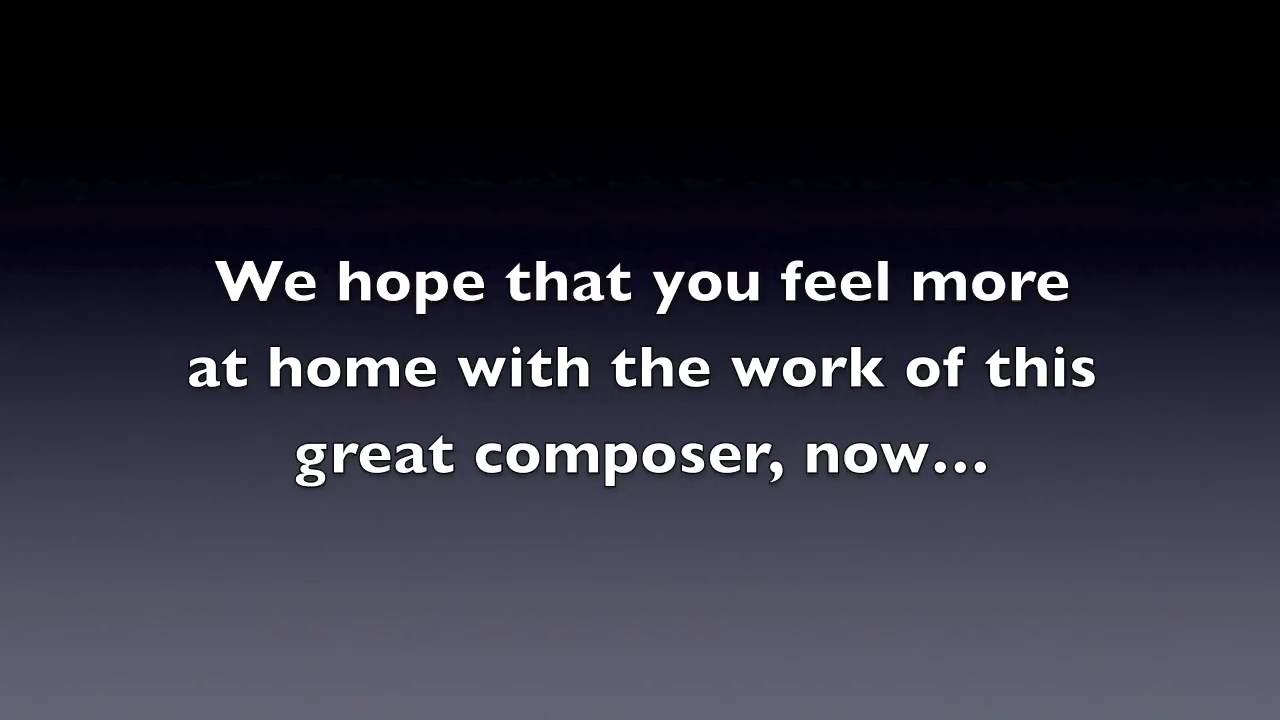 We hope that you feel more
at home with the work of this
great composer, now...